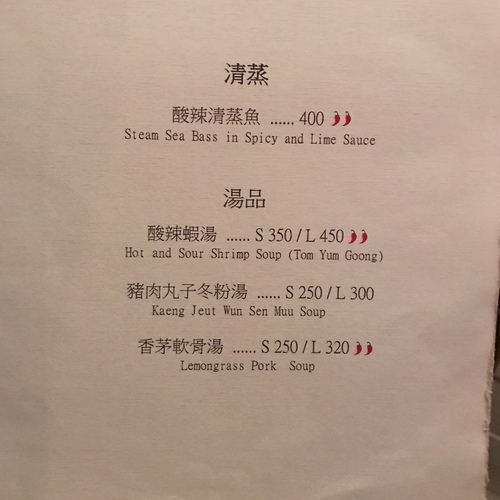 清蒸
酸辣清蒸魚 ...... 400
Steam Sea Bass in Spicy and Lime Sauce
湯品
酸辣蝦湯 ...... S 350 / L 450
Hot and Sour Shrimp Soup (Tom Yum Goong)
豬肉丸子冬粉湯 ...... S 250 / L 300
Kaeng Jeut Wun Sen Muu Soup
香茅軟骨湯 ...... S 250 / L 320
Lemongrass Pork Soup